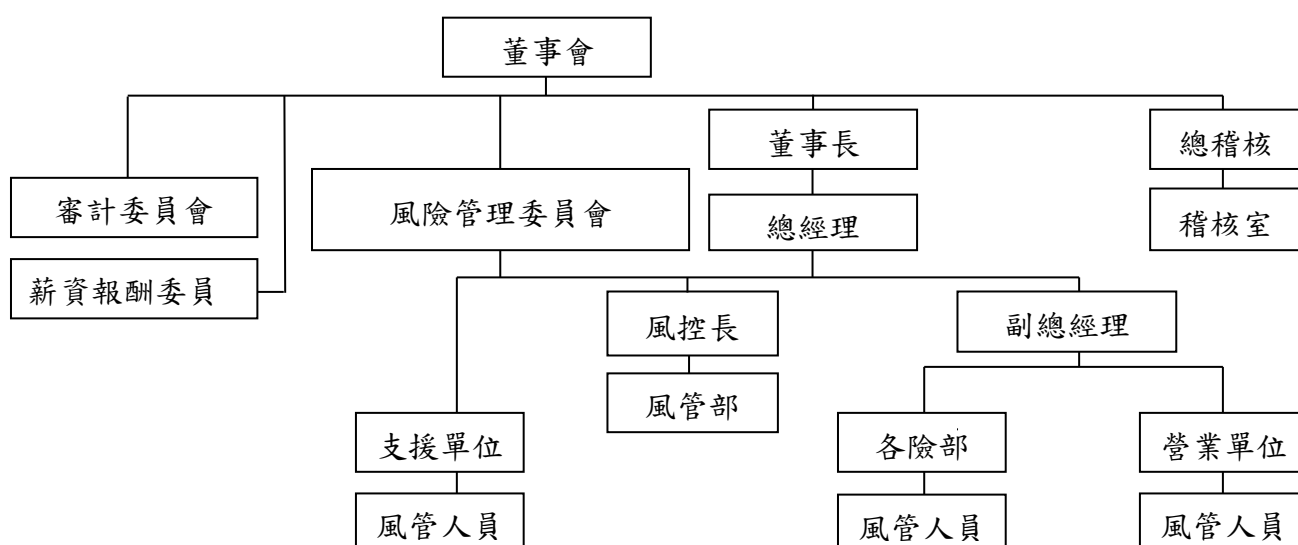 董事會
董事長
總稽核
審計委員會
風險管理委員會
總經理
稽核室
薪資報酬委員
風控長
副總經理
風管部
支援單位
各險部
營業單位
風管人員
風管人員
風管人員